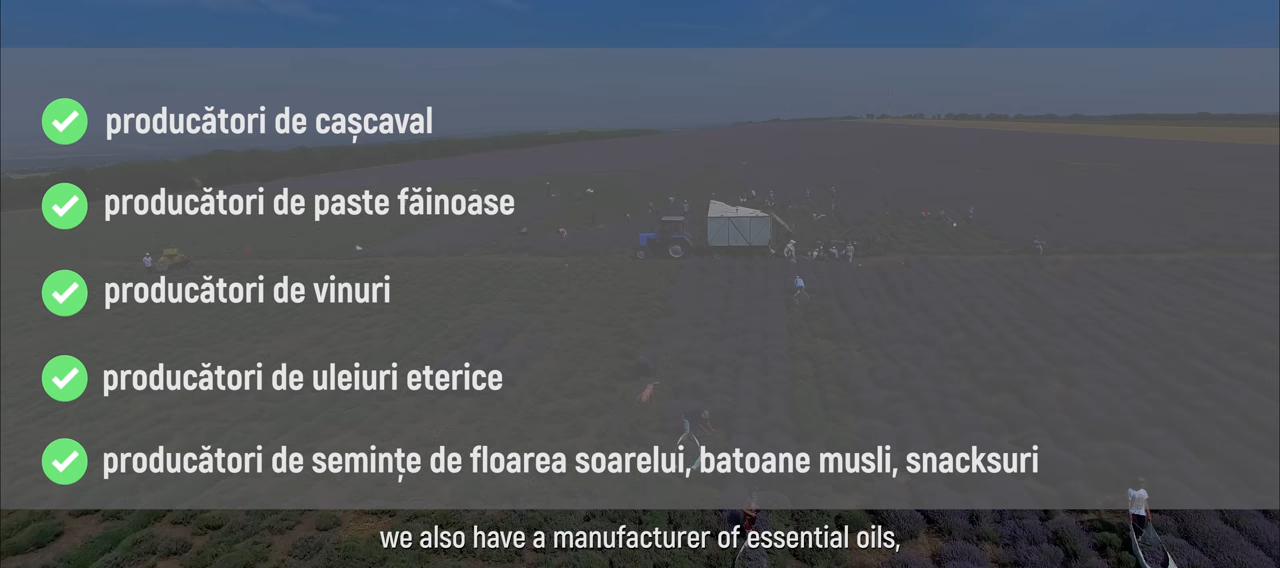 producători de cașcaval
producători de paste făinoase
producători de vinuri
producători de uleiuri eterice
producători de semințe de floarea soarelui, batoane musli, snacksuri
we also have a manufacturer of essential oils,